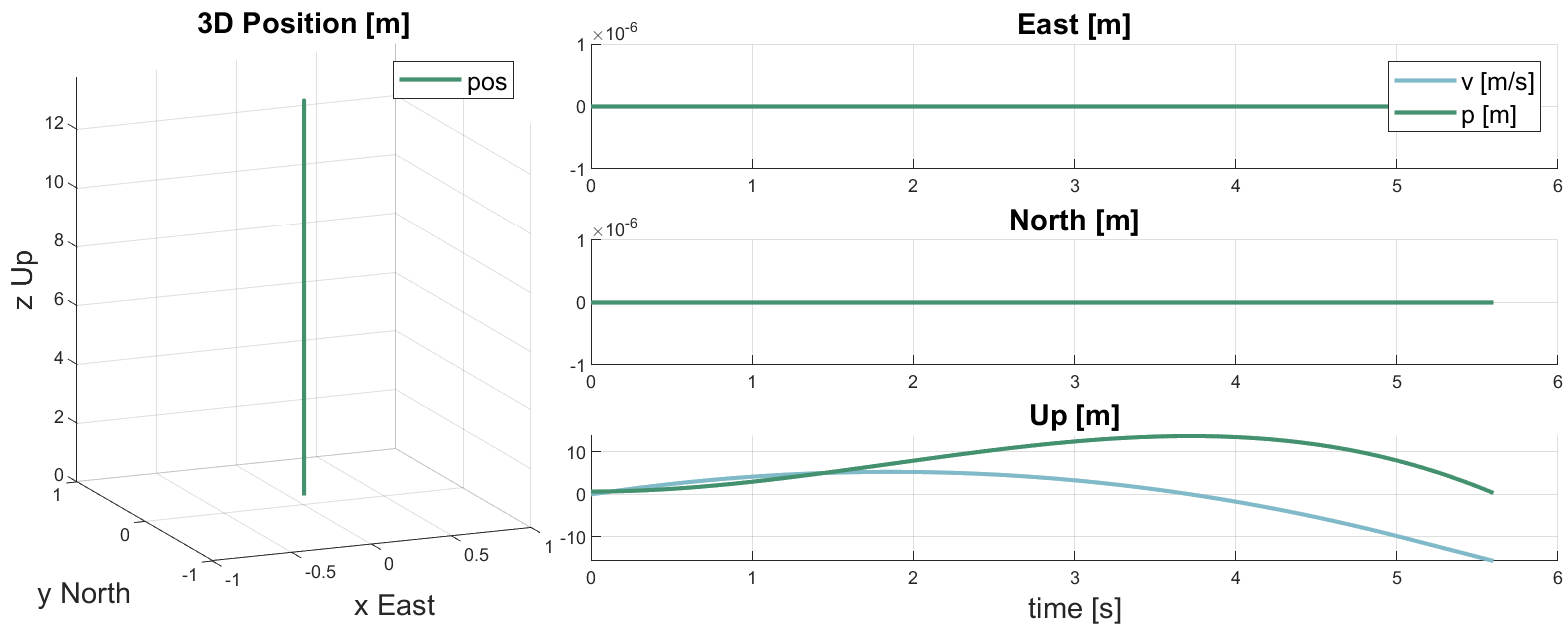 3D Position [m]
pos
12
10
8
6
4
2
0
z Up
1
0
-1
y North
-1
-0.5
0
0.5
1
x East
East [m]
×10-6
1
0
-1
0 1 2 3 4 5 6
v [m/s]
p [m]
North [m]
×10-6
1
0
-1
0 1 2 3 4 5 6
Up [m]
10
0
-10
0 1 2 3 4 5 6
time [s]